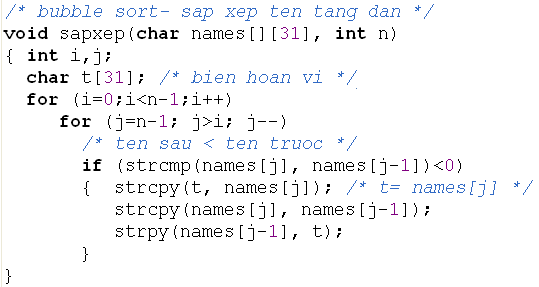 /* bubble sort- sap xep ten tang dan */
void sapxep(char names[][31], int n)
{ int i,j;
char t[31]; /* bien hoan vi */
for (i=0;i<n-1;i++)
for (j=n-1; j>i; j--)
/* ten sau < ten truoc */
if (strcmp(names[j], names[j-1])<0)
{ strcpy(t, names[j]); /* t= names[j] */
strcpy(names[j], names[j-1]);
strpy(names[j-1], t);
}
}